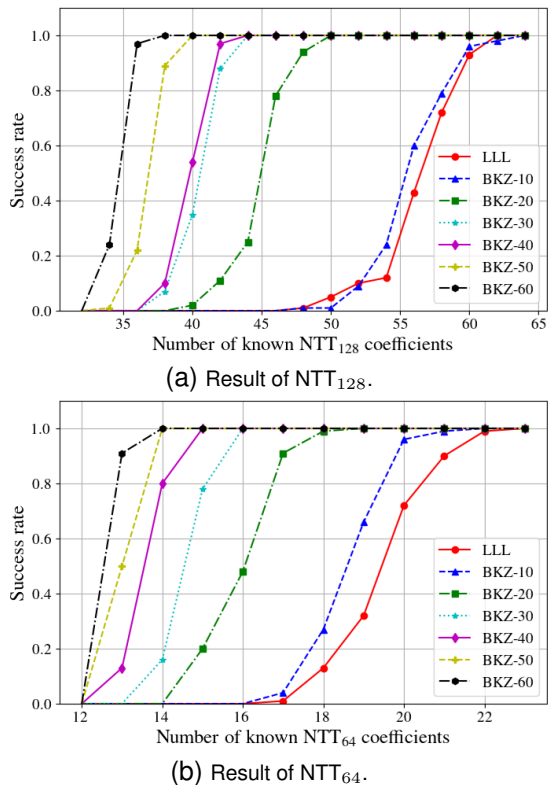 1.0
0.8
0.6
0.4
0.2
0.0
Success rate
LLL
BKZ-10
BKZ-20
BKZ-30
BKZ-40
BKZ-50
BKZ-60
35 40 45 50 55 60 65
Number of known NTT₁₂₈ coefficients
(a) Result of NTT₁₂₈.
1.0
0.8
0.6
0.4
0.2
0.0
Success rate
LLL
BKZ-10
BKZ-20
BKZ-30
BKZ-40
BKZ-50
BKZ-60
12 14 16 18 20 22
Number of known NTT₆₄ coefficients
(b) Result of NTT₆₄.